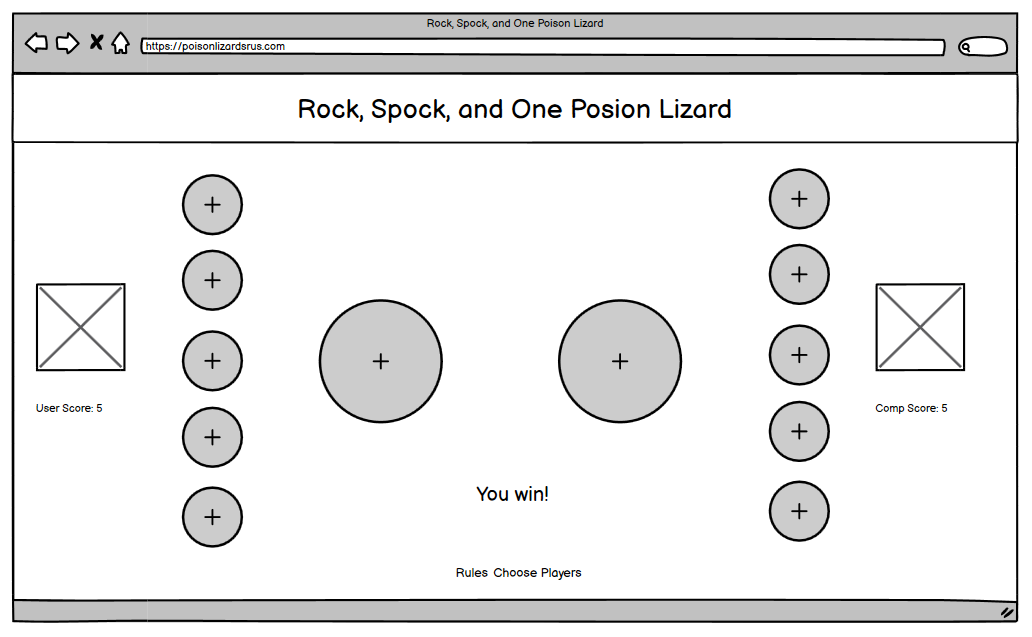 Rock, Spock, and One Poison Lizard
https://poisonlizardsrus.com
Rock, Spock, and One Posion Lizard
User Score: 5
Comp Score: 5
You win!
Rules Choose Players